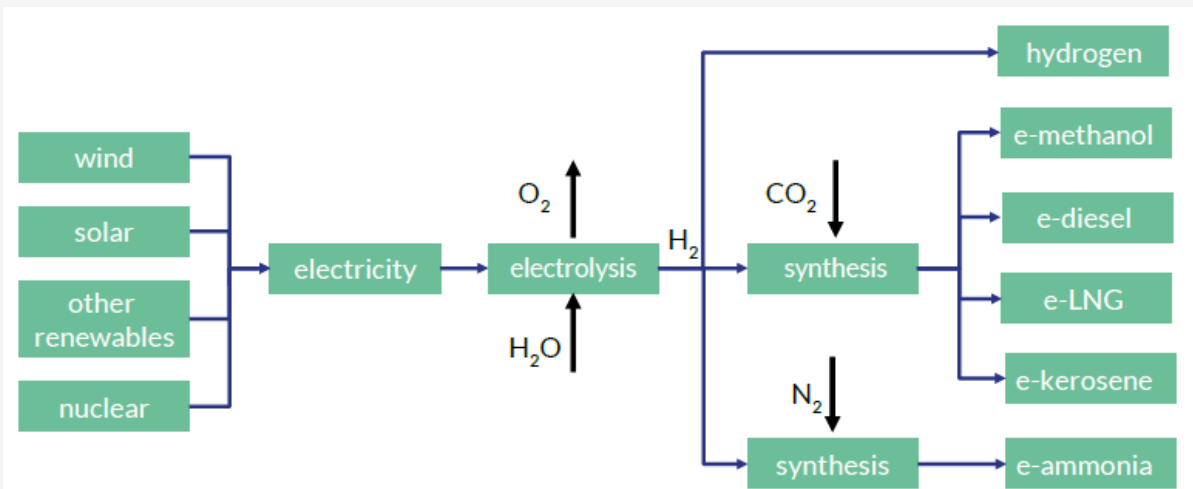 hydrogen
wind
e-methanol
O₂
CO₂
solar
e-diesel
H₂
electricity
electrolysis
synthesis
other
renewables
e-LNG
H₂O
nuclear
N₂
e-kerosene
synthesis
e-ammonia